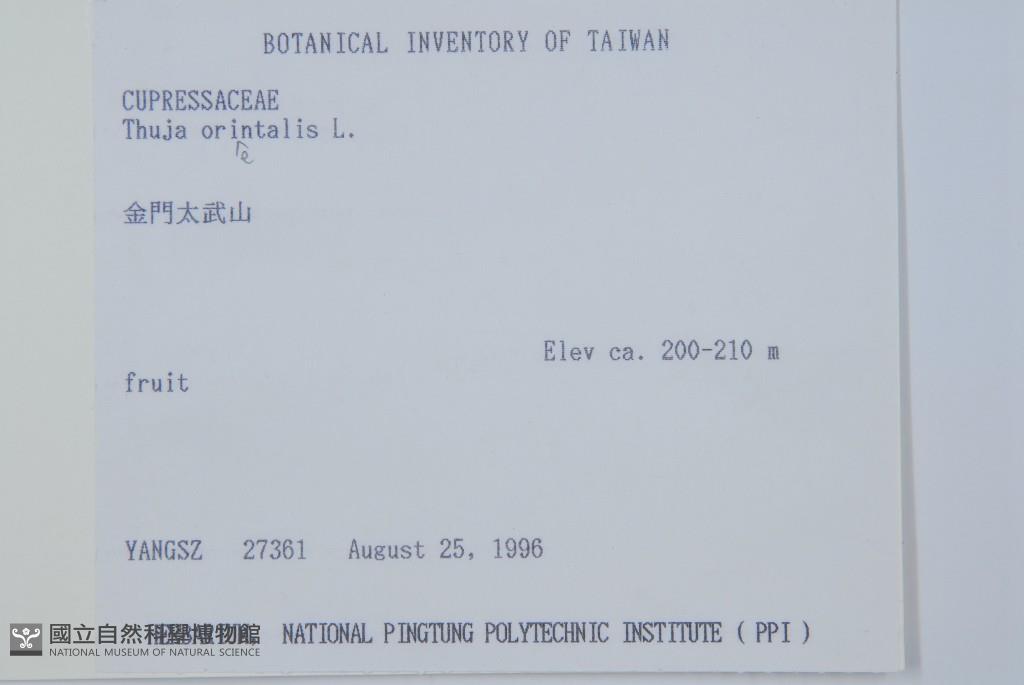 BOTANICAL INVENTORY OF TAIWAN
CUPRESSACEAE
Thuja orintalis L.
e
金門太武山
Elev ca. 200-210 m
fruit
YANGSZ 27361 August 25, 1996
NATIONAL PINGTUNG POLYTECHNIC INSTITUTE ( PPI )
國立自然科學博物館
NATIONAL MUSEUM OF NATURAL SCIENCE